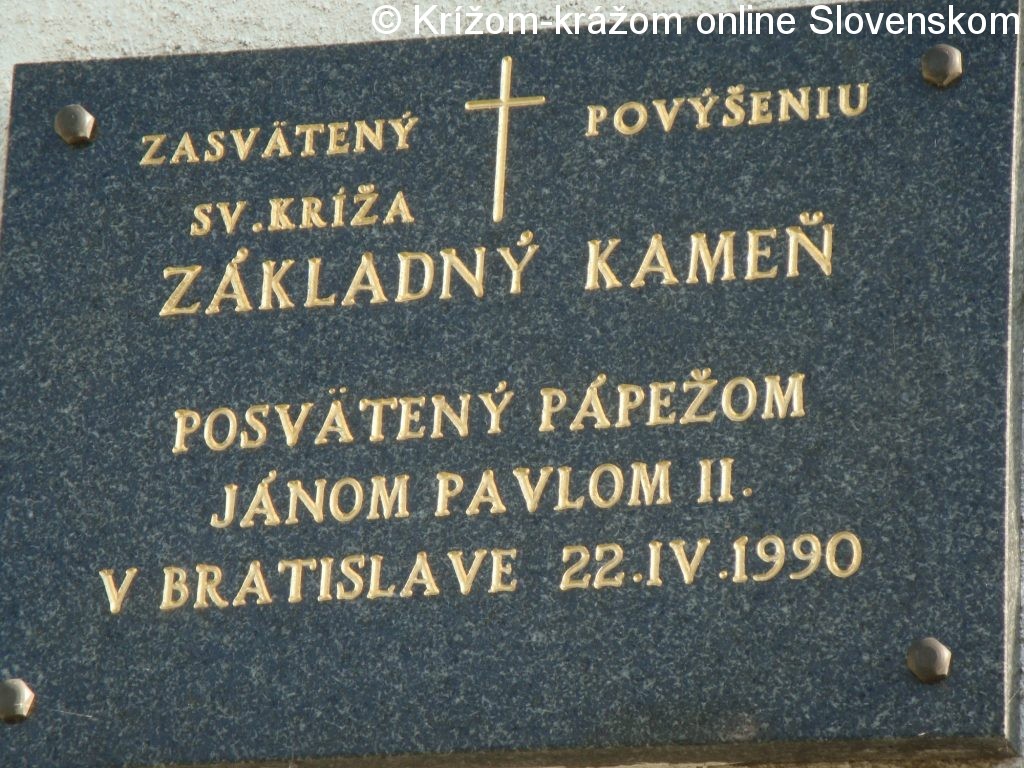 © Krížom-krážom online Slovenskom
ZASVÄTENÝ POVÝŠENIU
SV.KRÍŽA
ZÁKLADNÝ KAMEŇ
POSVÄTENÝ PÁPEŽOM
JÁNOM PAVLOM II.
V BRATISLAVE 22.IV.1990